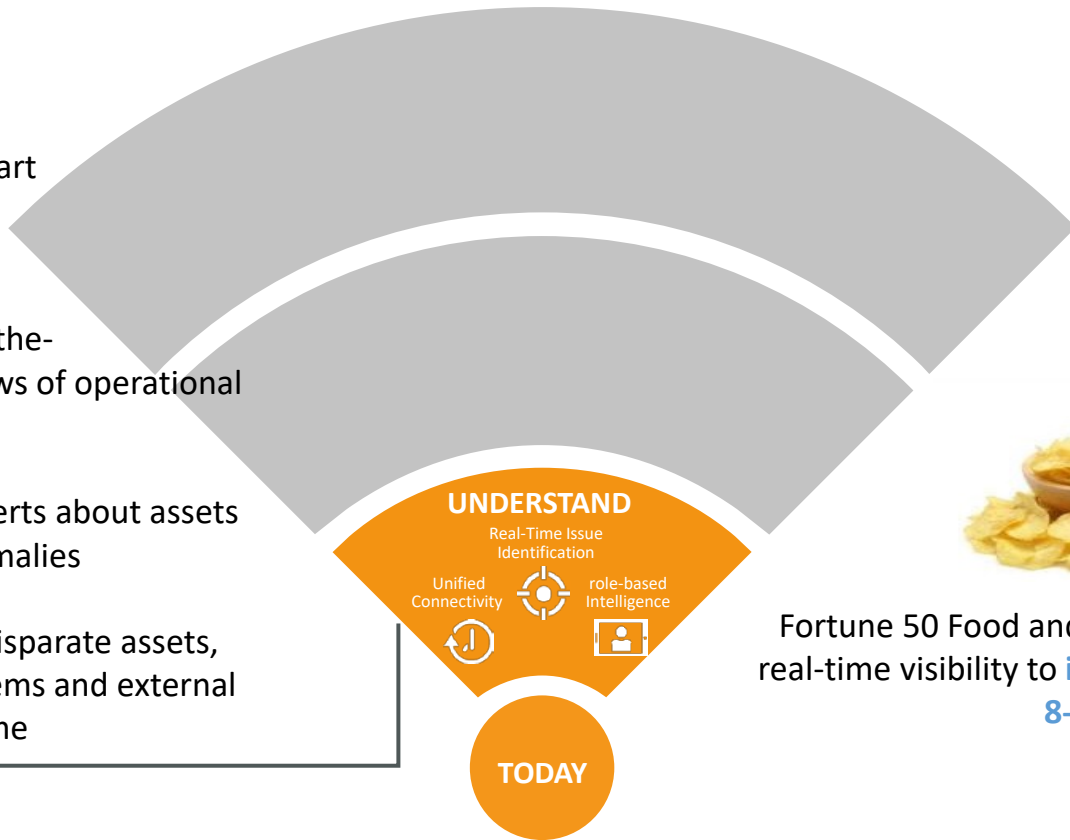 art
the-
ws of operational
erts about assets
malies
isparate assets,
ems and external
ne
UNDERSTAND
Real-Time Issue
Identification
Unified
Connectivity
role-based
Intelligence
TODAY
Fortune 50 Food and
real-time visibility to i
8-